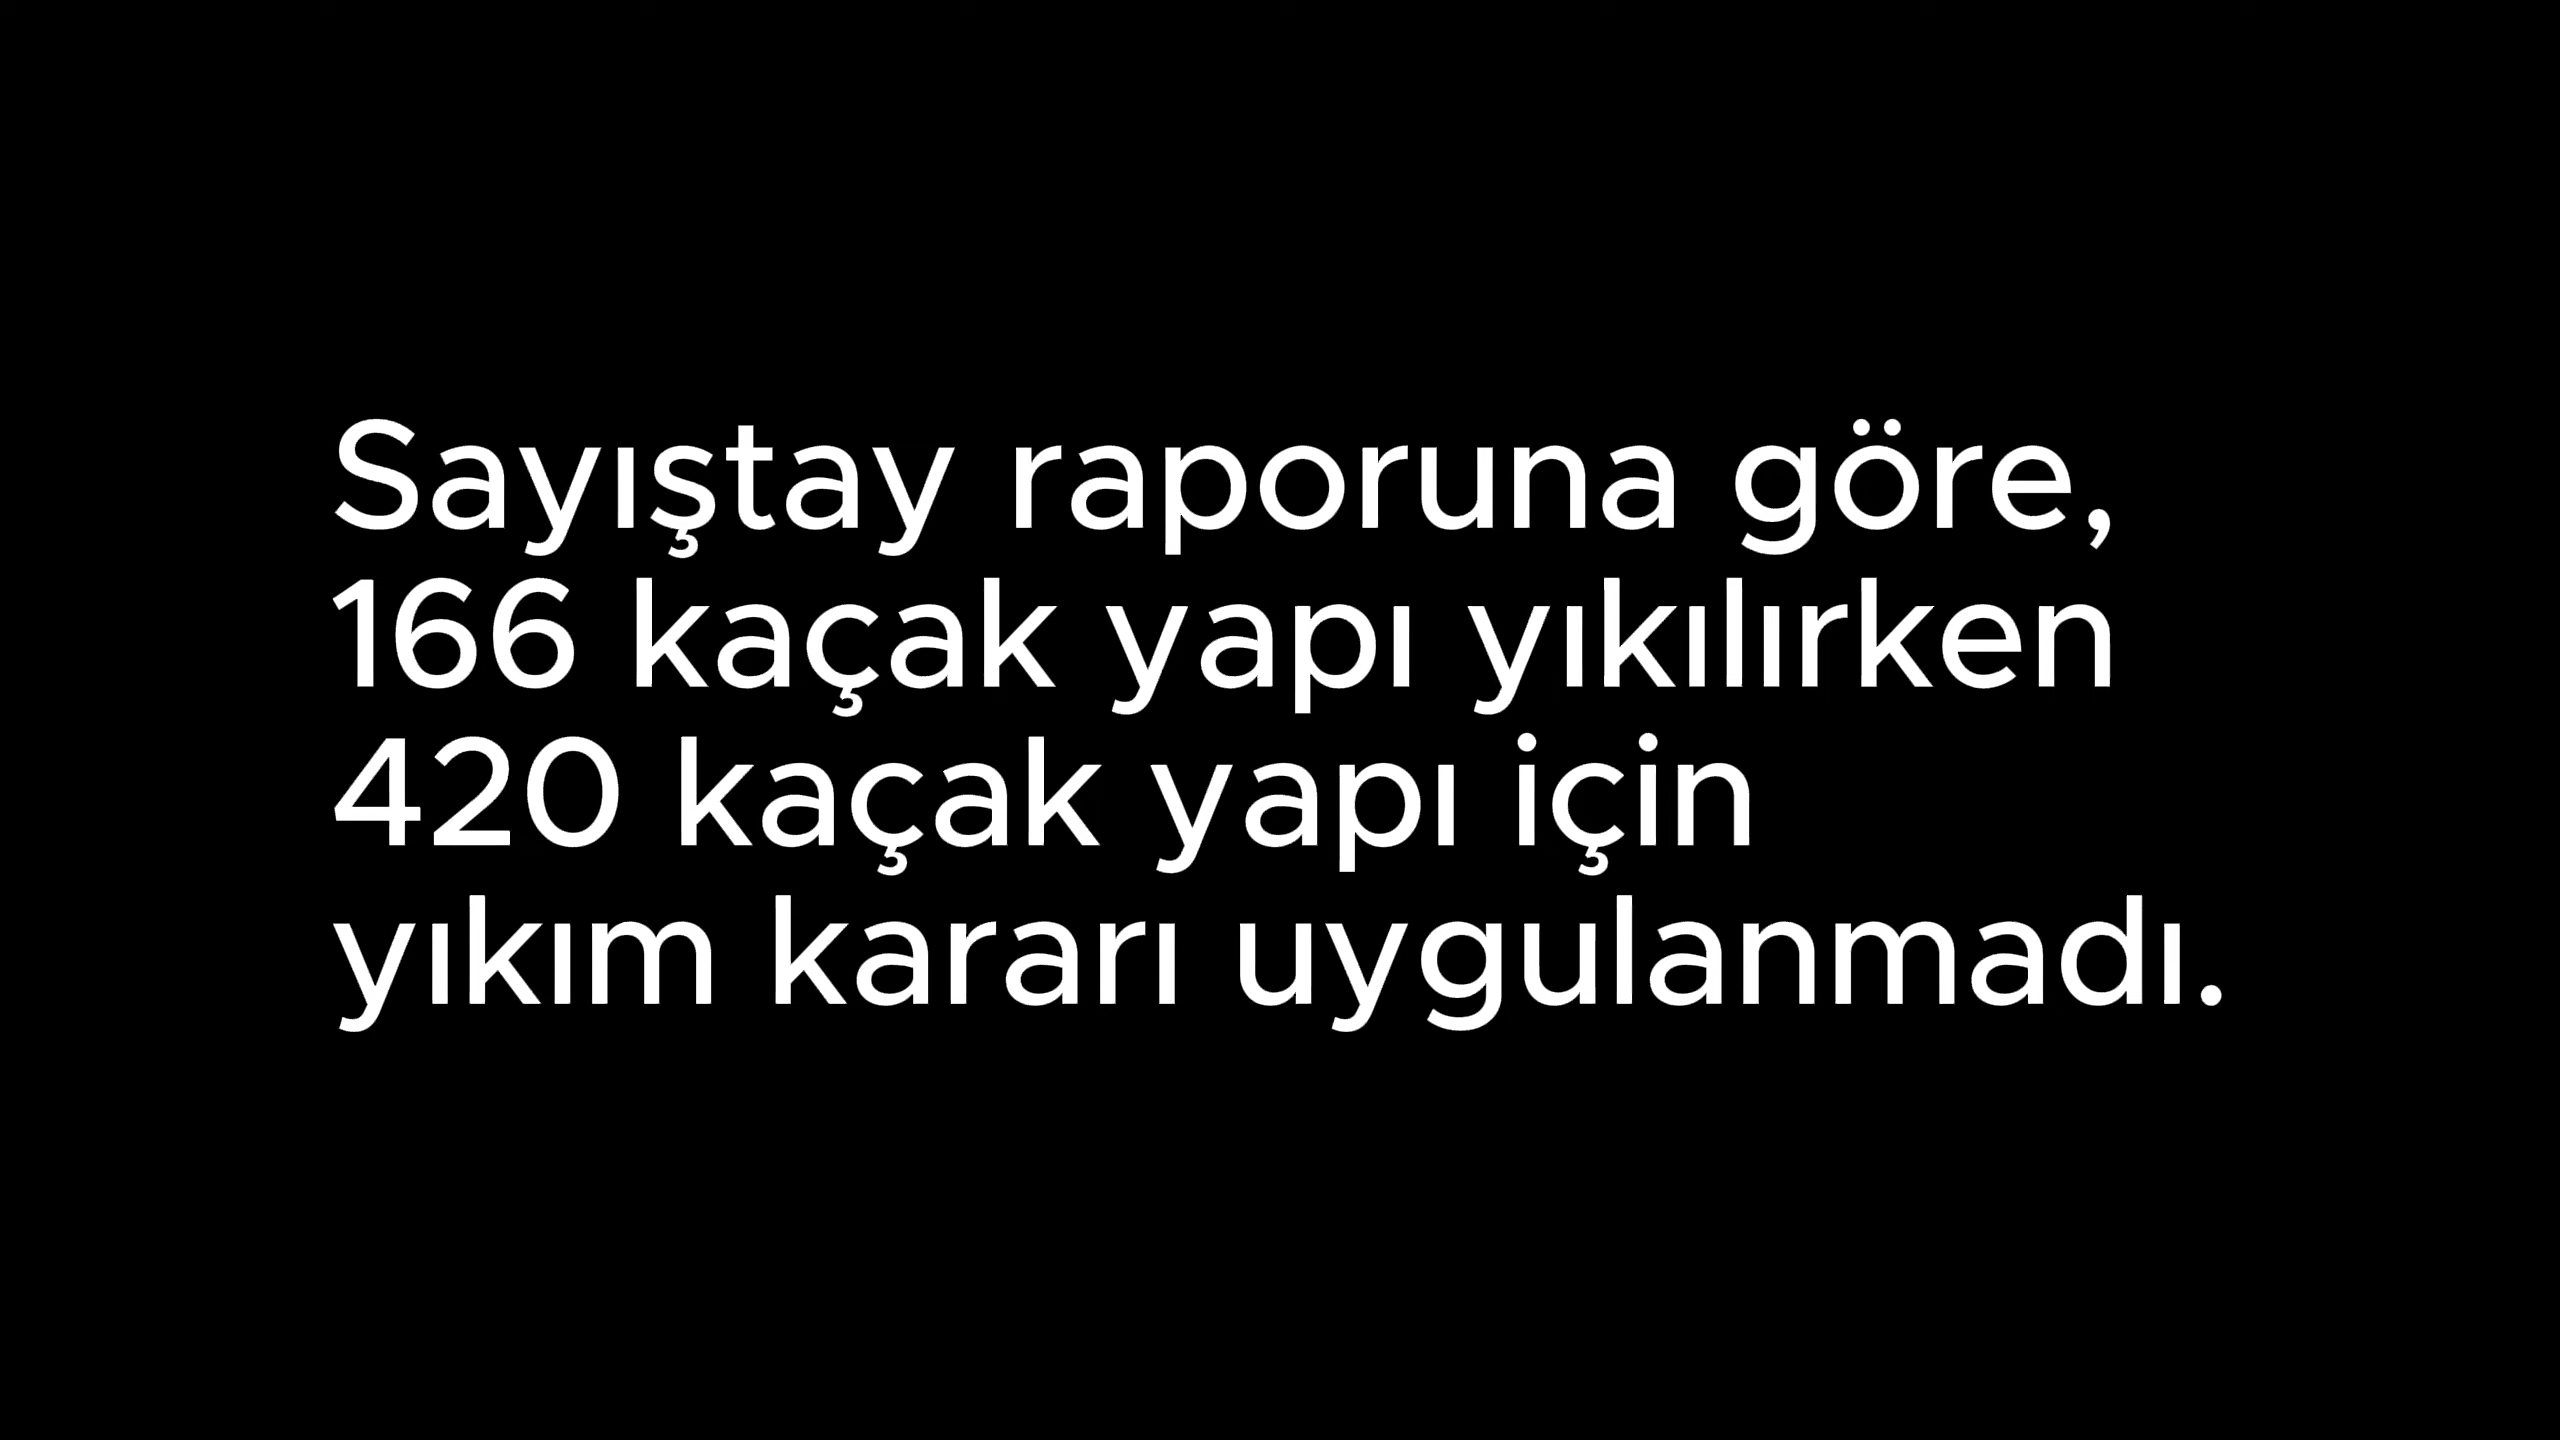 Sayıştay raporuna göre,
166 kaçak yapı yıkılırken
420 kaçak yapı için
yıkım kararı uygulanmadı.